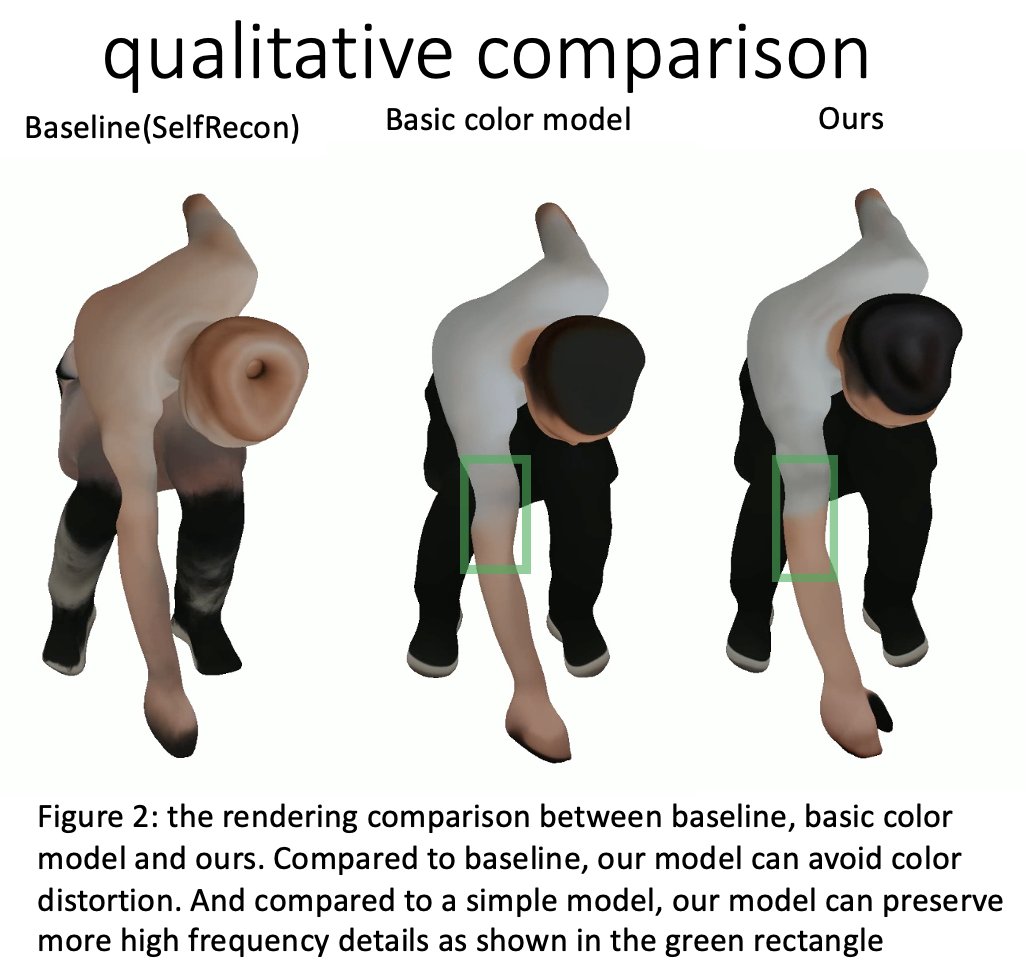 qualitative comparison
Baseline(SelfRecon)
Basic color model
Ours
Figure 2: the rendering comparison between baseline, basic color
model and ours. Compared to baseline, our model can avoid color
distortion. And compared to a simple model, our model can preserve
more high frequency details as shown in the green rectangle